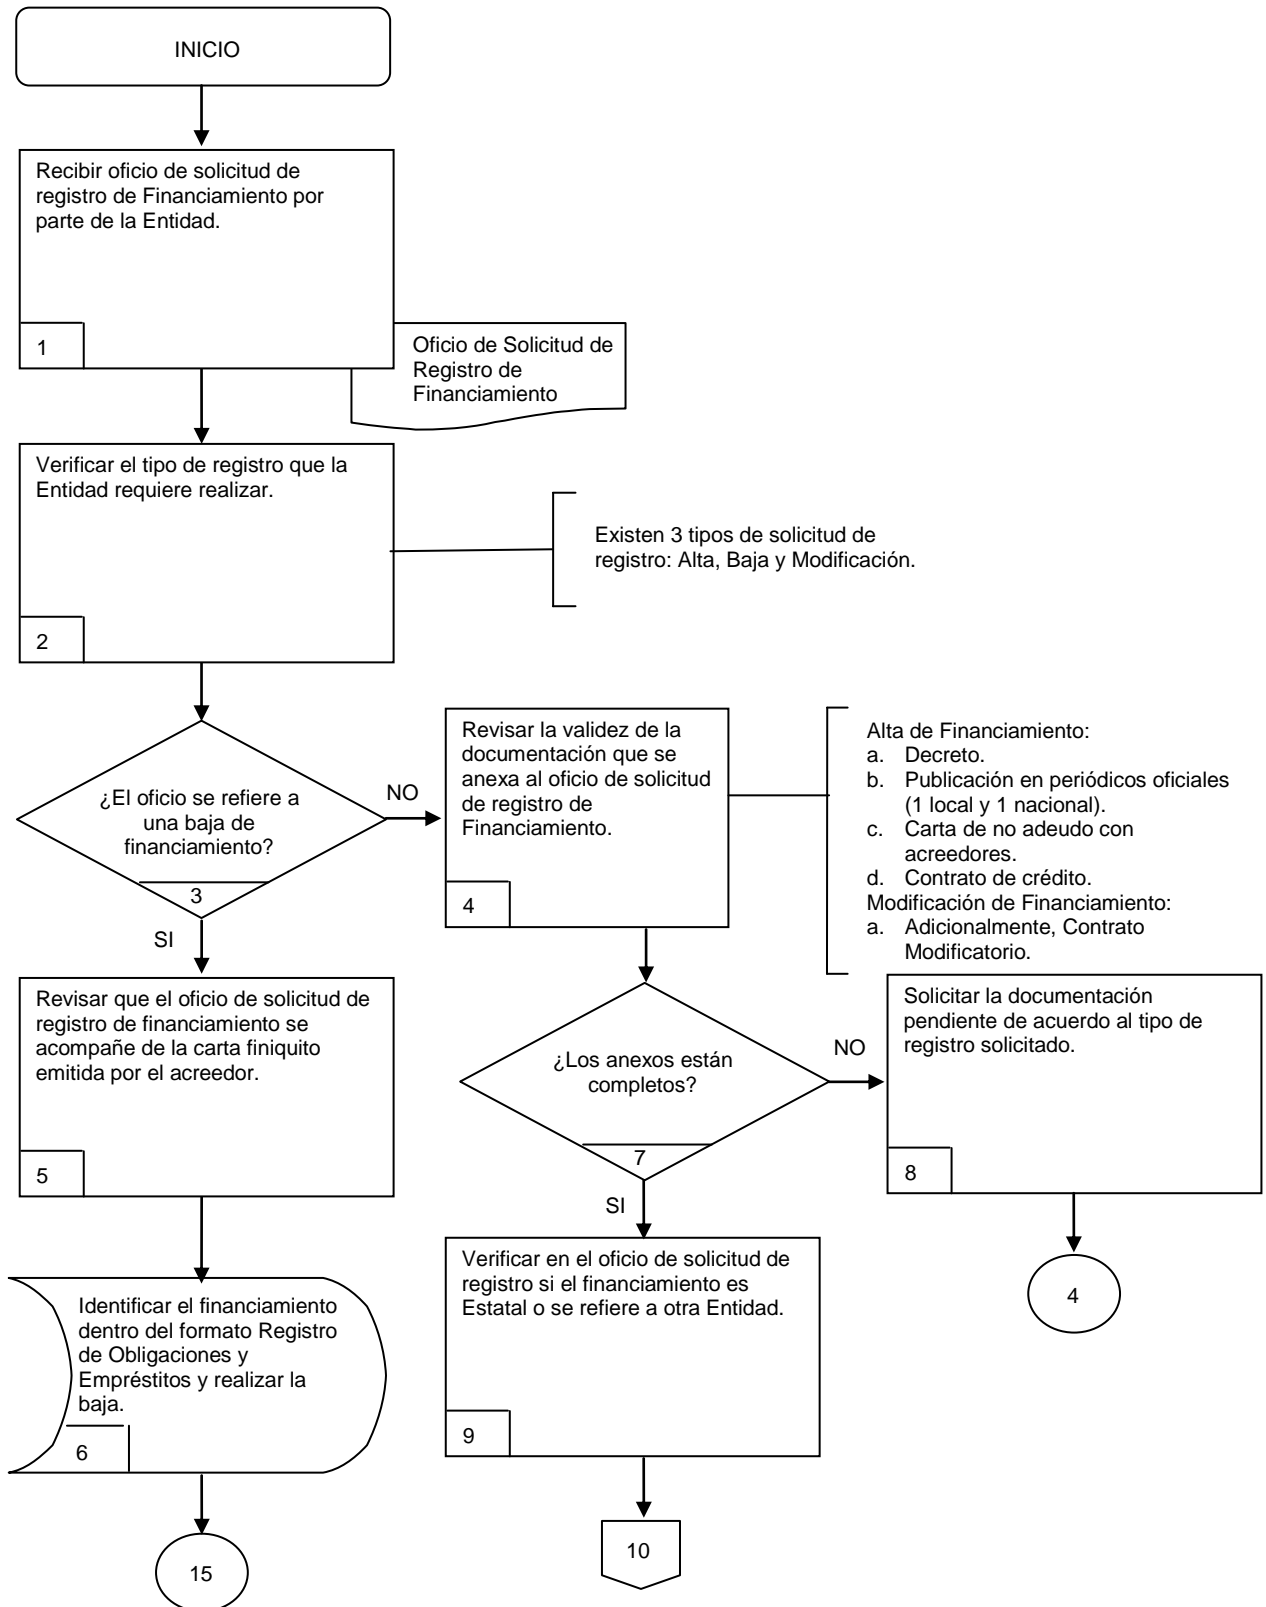 INICIO
Recibir oficio de solicitud de
registro de Financiamiento por
parte de la Entidad.
1
Oficio de Solicitud de
Registro de
Financiamiento
Verificar el tipo de registro que la
Entidad requiere realizar.
2
Existen 3 tipos de solicitud de
registro: Alta, Baja y Modificación.
¿El oficio se refiere a
una baja de
financiamiento?
3
NO
SI
Revisar la validez de la
documentación que se
anexa al oficio de solicitud
de registro de
Financiamiento.
4
Alta de Financiamiento:
a. Decreto.
b. Publicación en periódicos oficiales
(1 local y 1 nacional).
c. Carta de no adeudo con
acreedores.
d. Contrato de crédito.
Modificación de Financiamiento:
a. Adicionalmente, Contrato
Modificatorio.
Revisar que el oficio de solicitud de
registro de financiamiento se
acompañe de la carta finiquito
emitida por el acreedor.
5
¿Los anexos están
completos?
7
NO
SI
Solicitar la documentación
pendiente de acuerdo al tipo de
registro solicitado.
8
4
Identificar el financiamiento
dentro del formato Registro
de Obligaciones y
Empréstitos y realizar la
baja.
6
15
Verificar en el oficio de solicitud de
registro si el financiamiento es
Estatal o se refiere a otra Entidad.
9
10